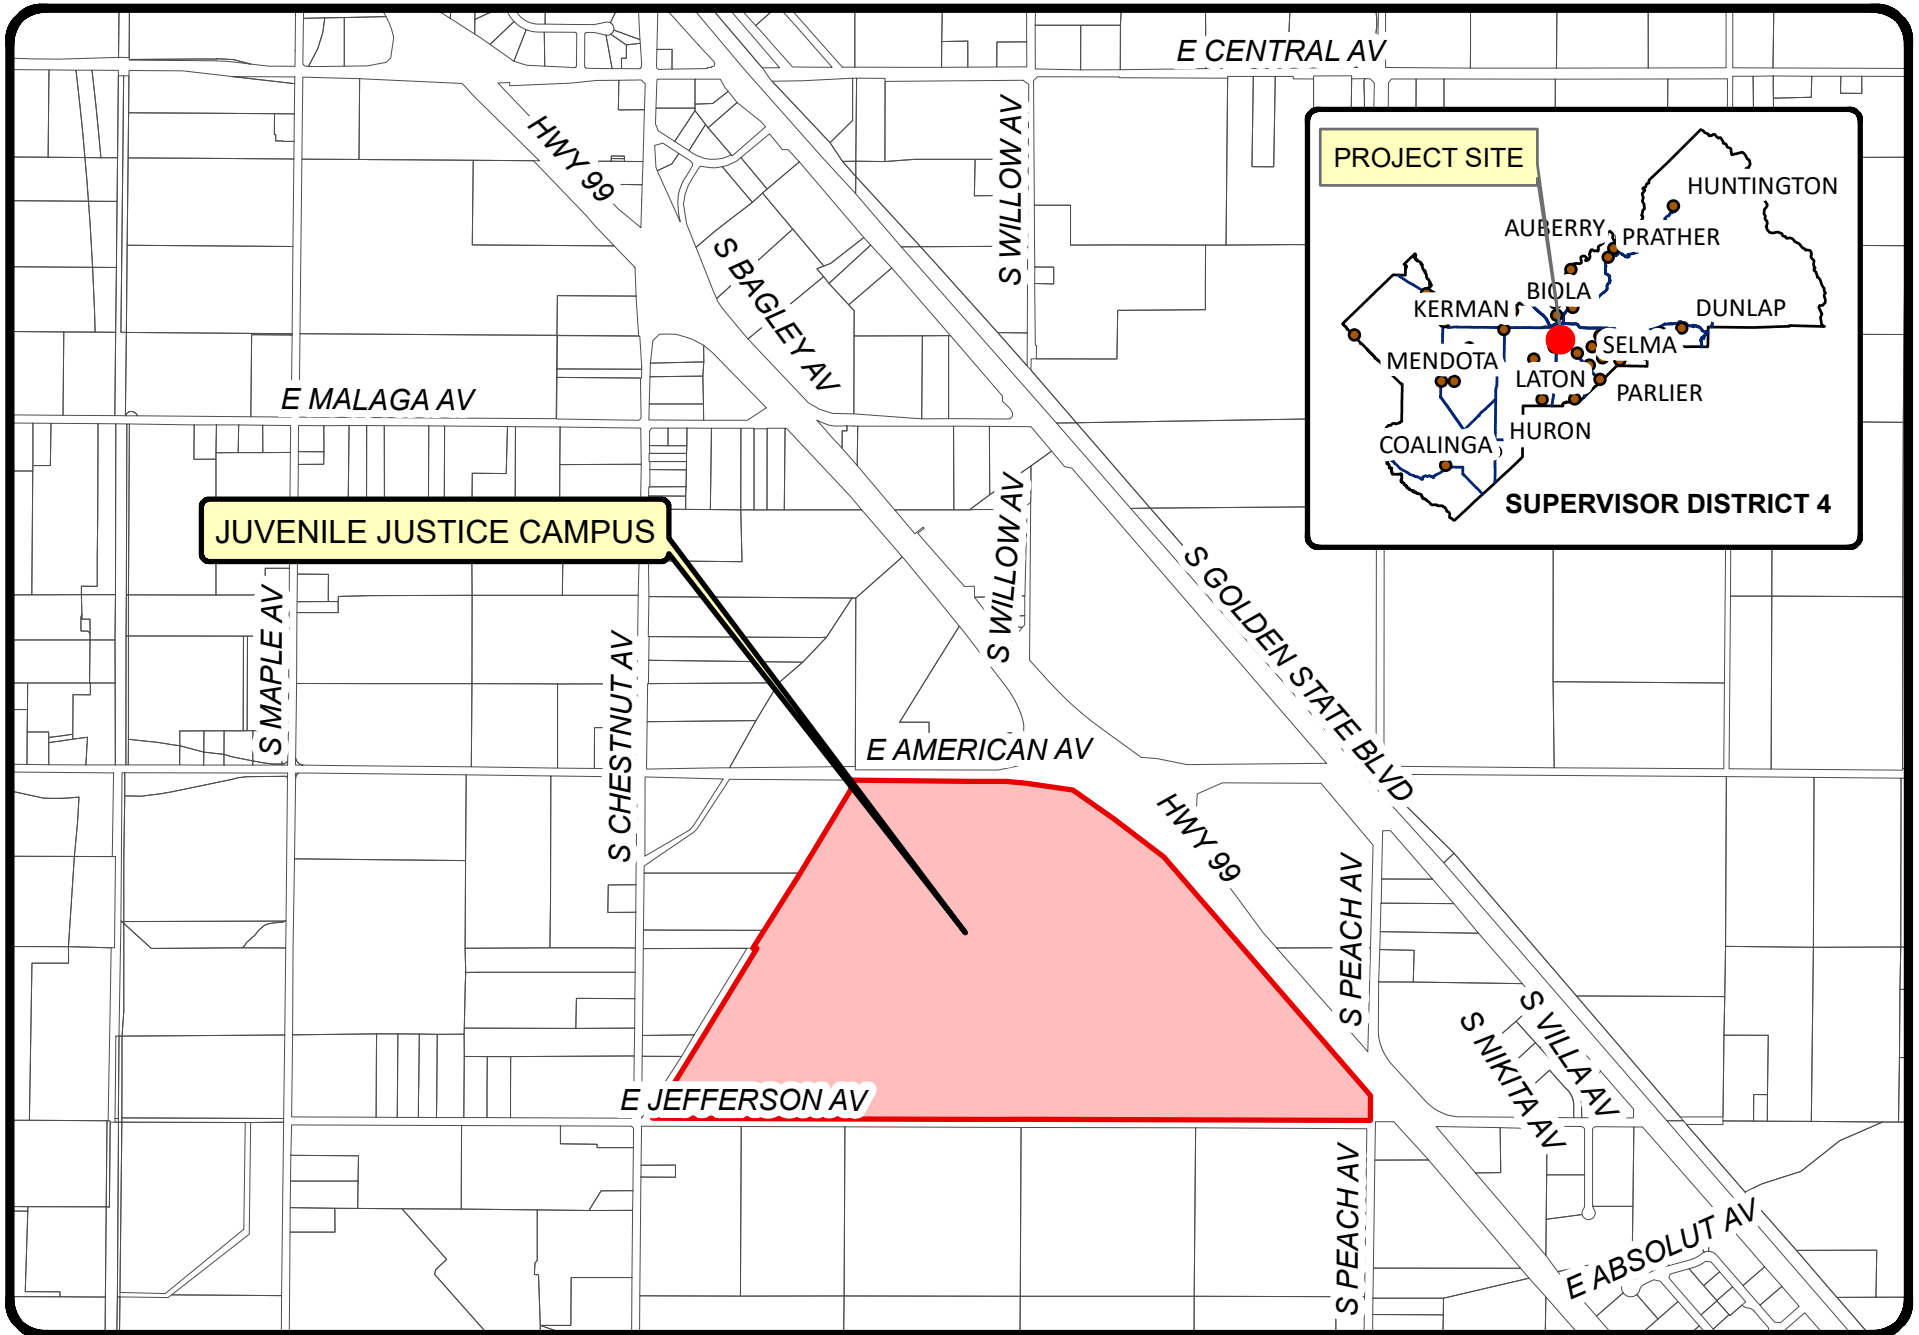 E CENTRAL AV
HWY 99
S WILLOW AV
S BAGLEY AV
E MALAGA AV
PROJECT SITE
HUNTINGTON
AUBERRY
PRATHER
BIOLA
KERMAN
DUNLAP
SELMA
MENDOTA
LATON
PARLIER
HURON
COALINGA
SUPERVISOR DISTRICT 4
JUVENILE JUSTICE CAMPUS
S WILLOW AV
S GOLDEN STATE BLVD
S MAPLE AV
S CHESTNUT AV
E AMERICAN AV
HWY 99
S PEACH AV
S VILLA AV
S NIKITA AV
E JEFFERSON AV
S PEACH AV
E ABSOLUT AV